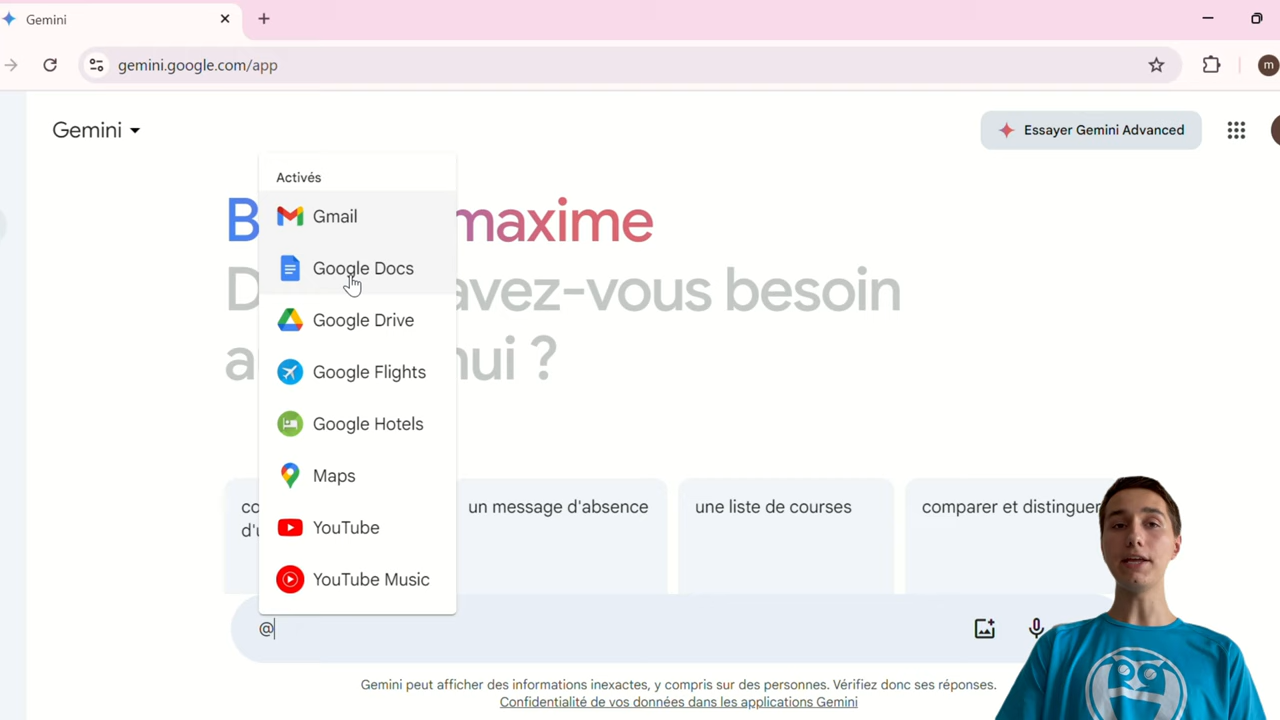 Gemini
gemini.google.com/app
m
Gemini
Essayer Gemini Advanced
Activés
Gmail
Google Docs
Google Drive
Google Flights
Google Hotels
Maps
YouTube
YouTube Music
B maxime
D avez-vous besoin
a hui ?
co
d'u
un message d'absence
une liste de courses
comparer et distinguer
@
Gemini peut afficher des informations inexactes, y compris sur des personnes. Vérifiez donc ses réponses.
Confidentialité de vos données dans les applications Gemini